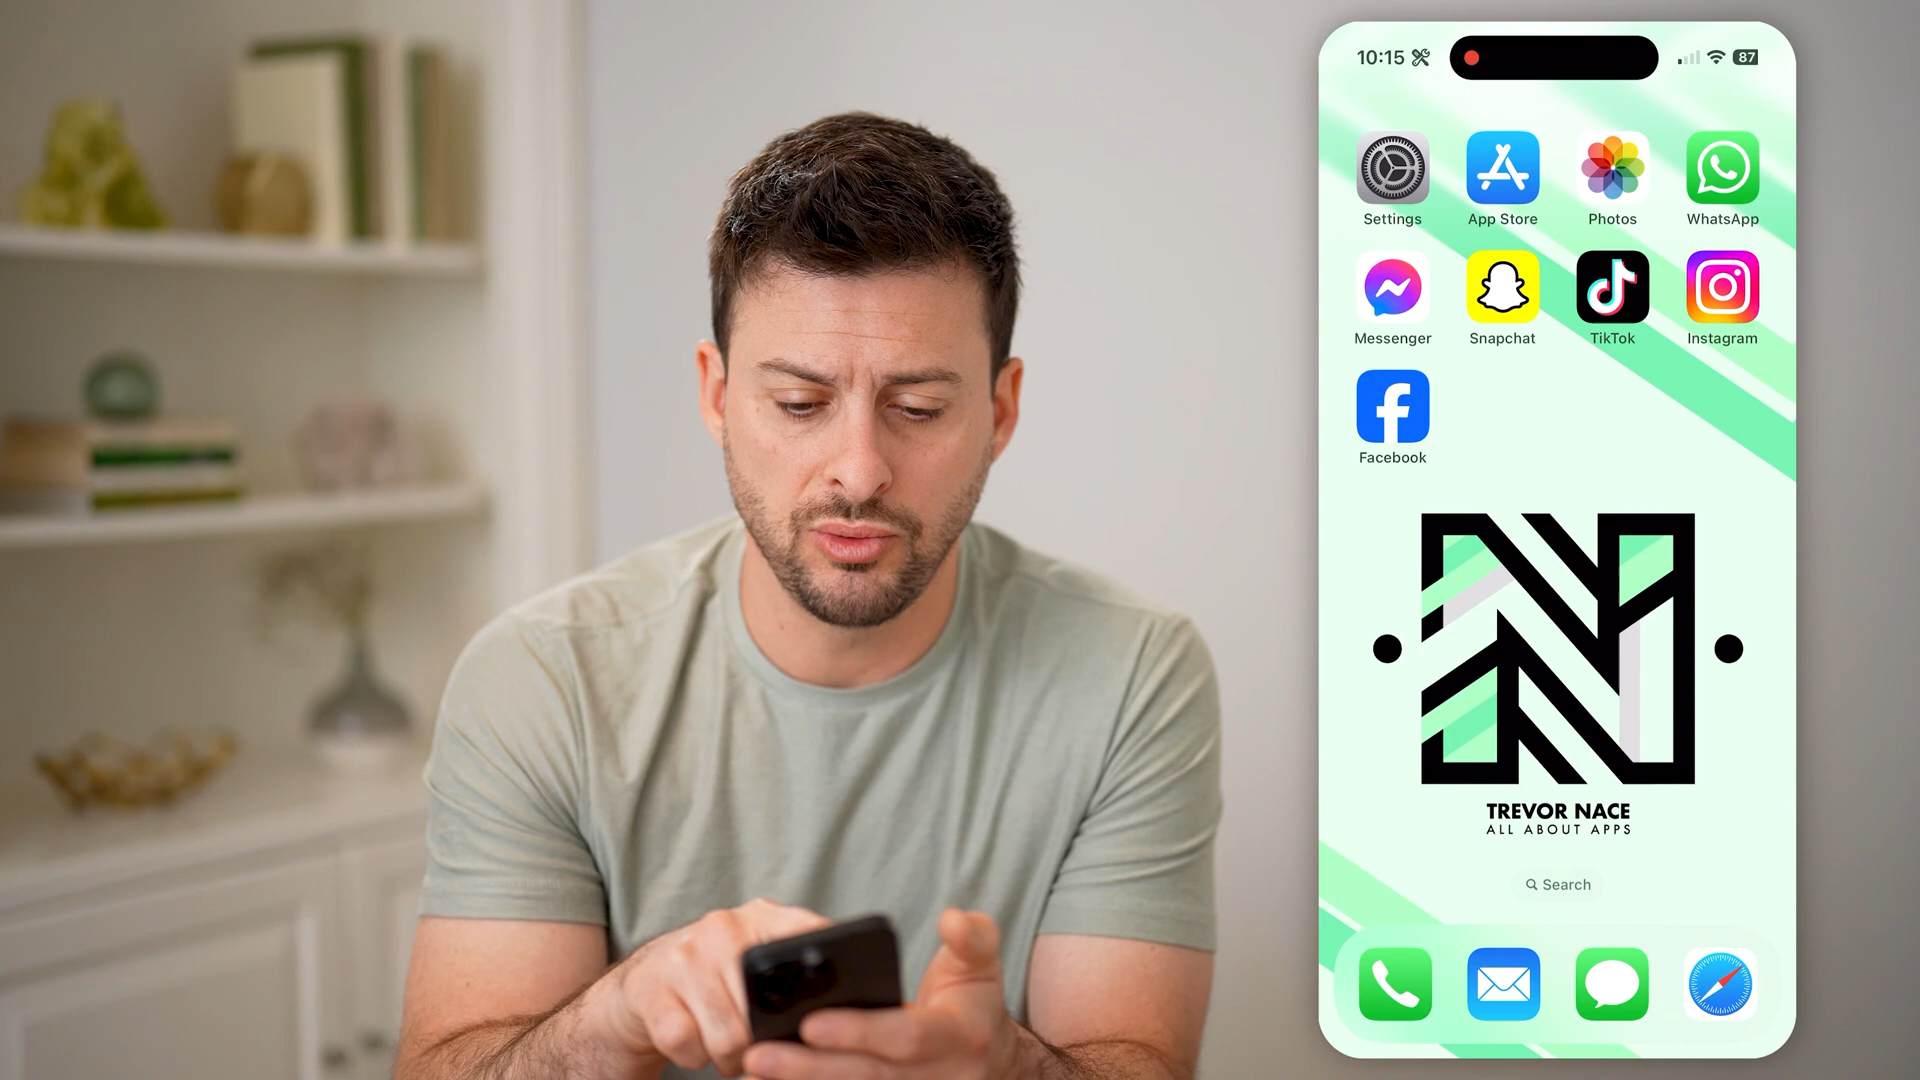 10:15
87
Settings
App Store
Photos
WhatsApp
Messenger
Snapchat
TikTok
Instagram
Facebook
TREVOR NACE
ALL ABOUT APPS
Search